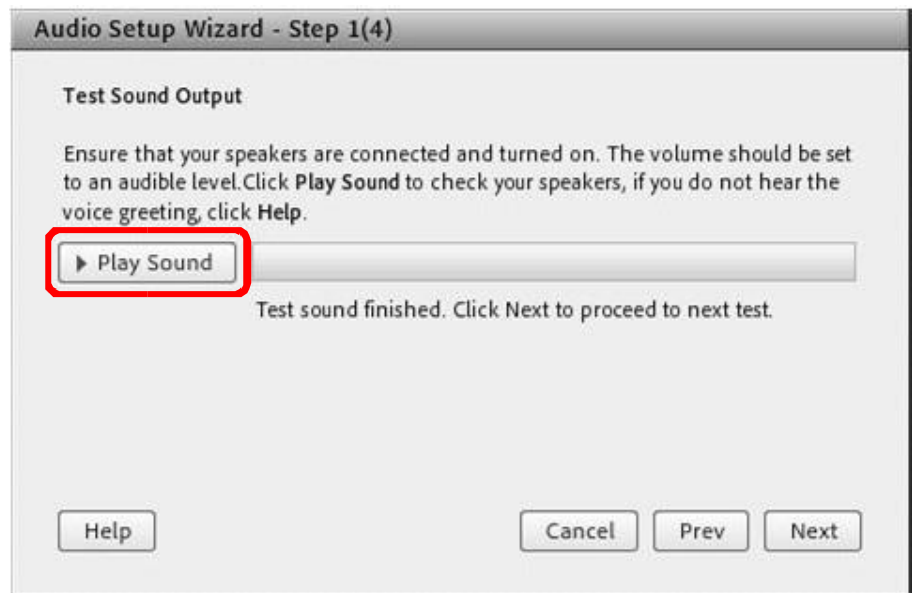 Audio Setup Wizard - Step 1(4)
Test Sound Output
Ensure that your speakers are connected and turned on. The volume should be set
to an audible level.Click Play Sound to check your speakers, if you do not hear the
voice greeting, click Help.
Play Sound
Test sound finished. Click Next to proceed to next test.
Help Cancel Prev Next